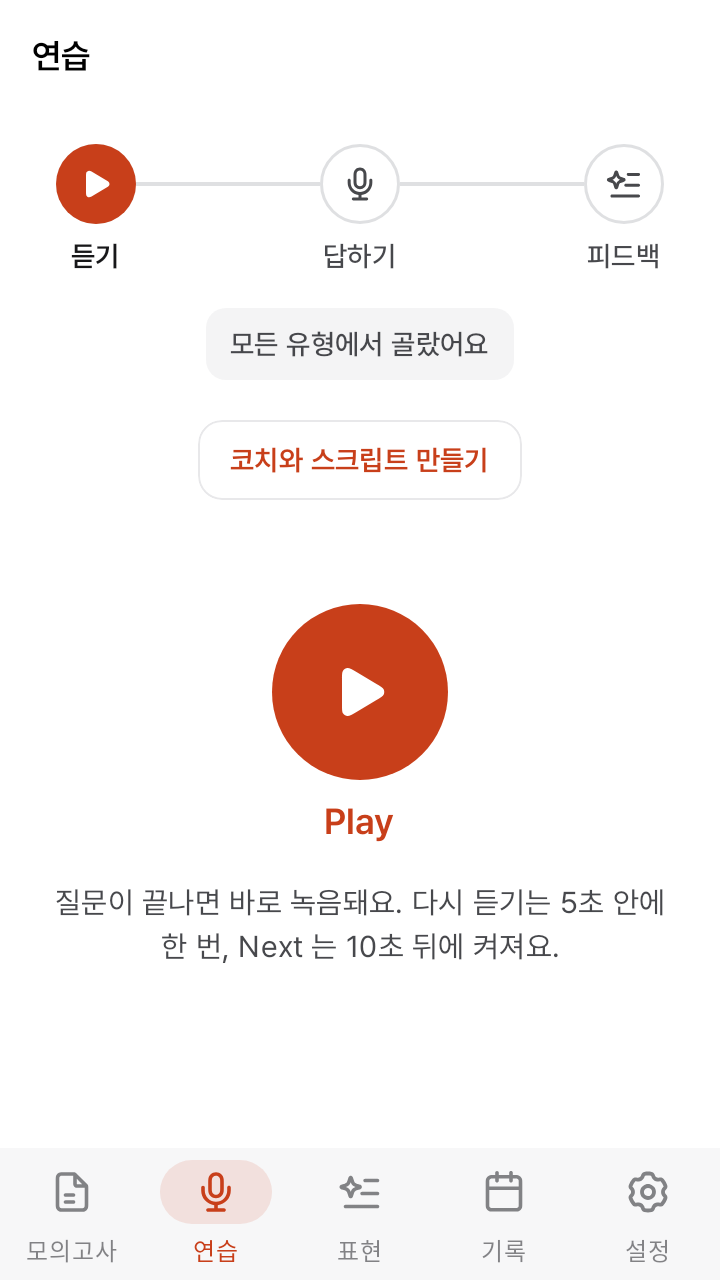 연습
듣기
답하기
피드백
모든 유형에서 골랐어요
코치와 스크립트 만들기
Play
질문이 끝나면 바로 녹음돼요. 다시 듣기는 5초 안에
한 번, Next 는 10초 뒤에 켜져요.
모의고사
연습
표현
기록
설정